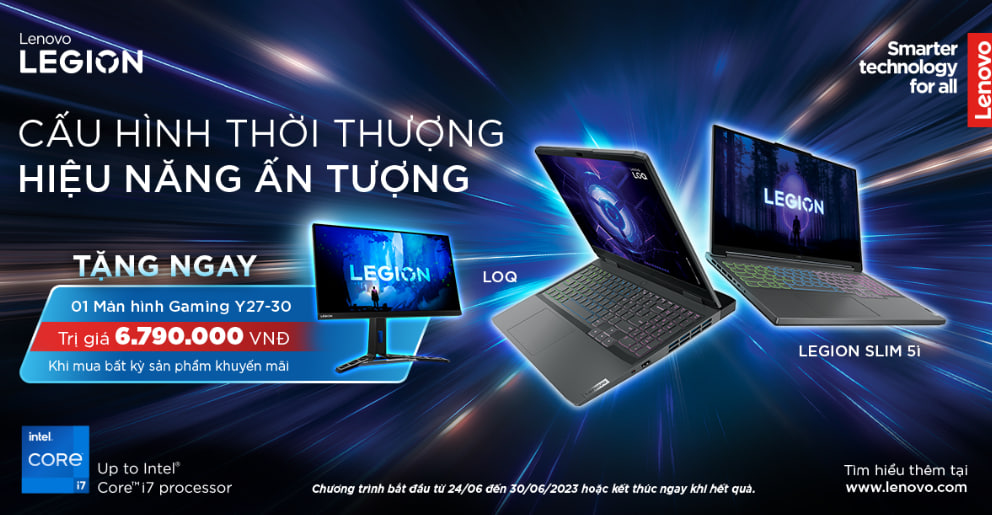 Lenovo
LEGION
Smarter
technology
for all
Lenovo
CẤU HÌNH THỜI THƯỢNG
HIỆU NĂNG ẤN TƯỢNG
TẶNG NGAY
01 Màn hình Gaming Y27-30
Trị giá 6.790.000 VNĐ
Khi mua bất kỳ sản phẩm khuyến mãi
LEGION
LEGION
LOQ
LOQ
Lenovo
LEGION
LEGION SLIM 5i
intel.
CORE
i7
Up to Intel®
Core™ i7 processor
Chương trình bắt đầu từ 24/06 đến 30/06/2023 hoặc kết thúc ngay khi hết quà.
Tìm hiểu thêm tại
www.lenovo.com